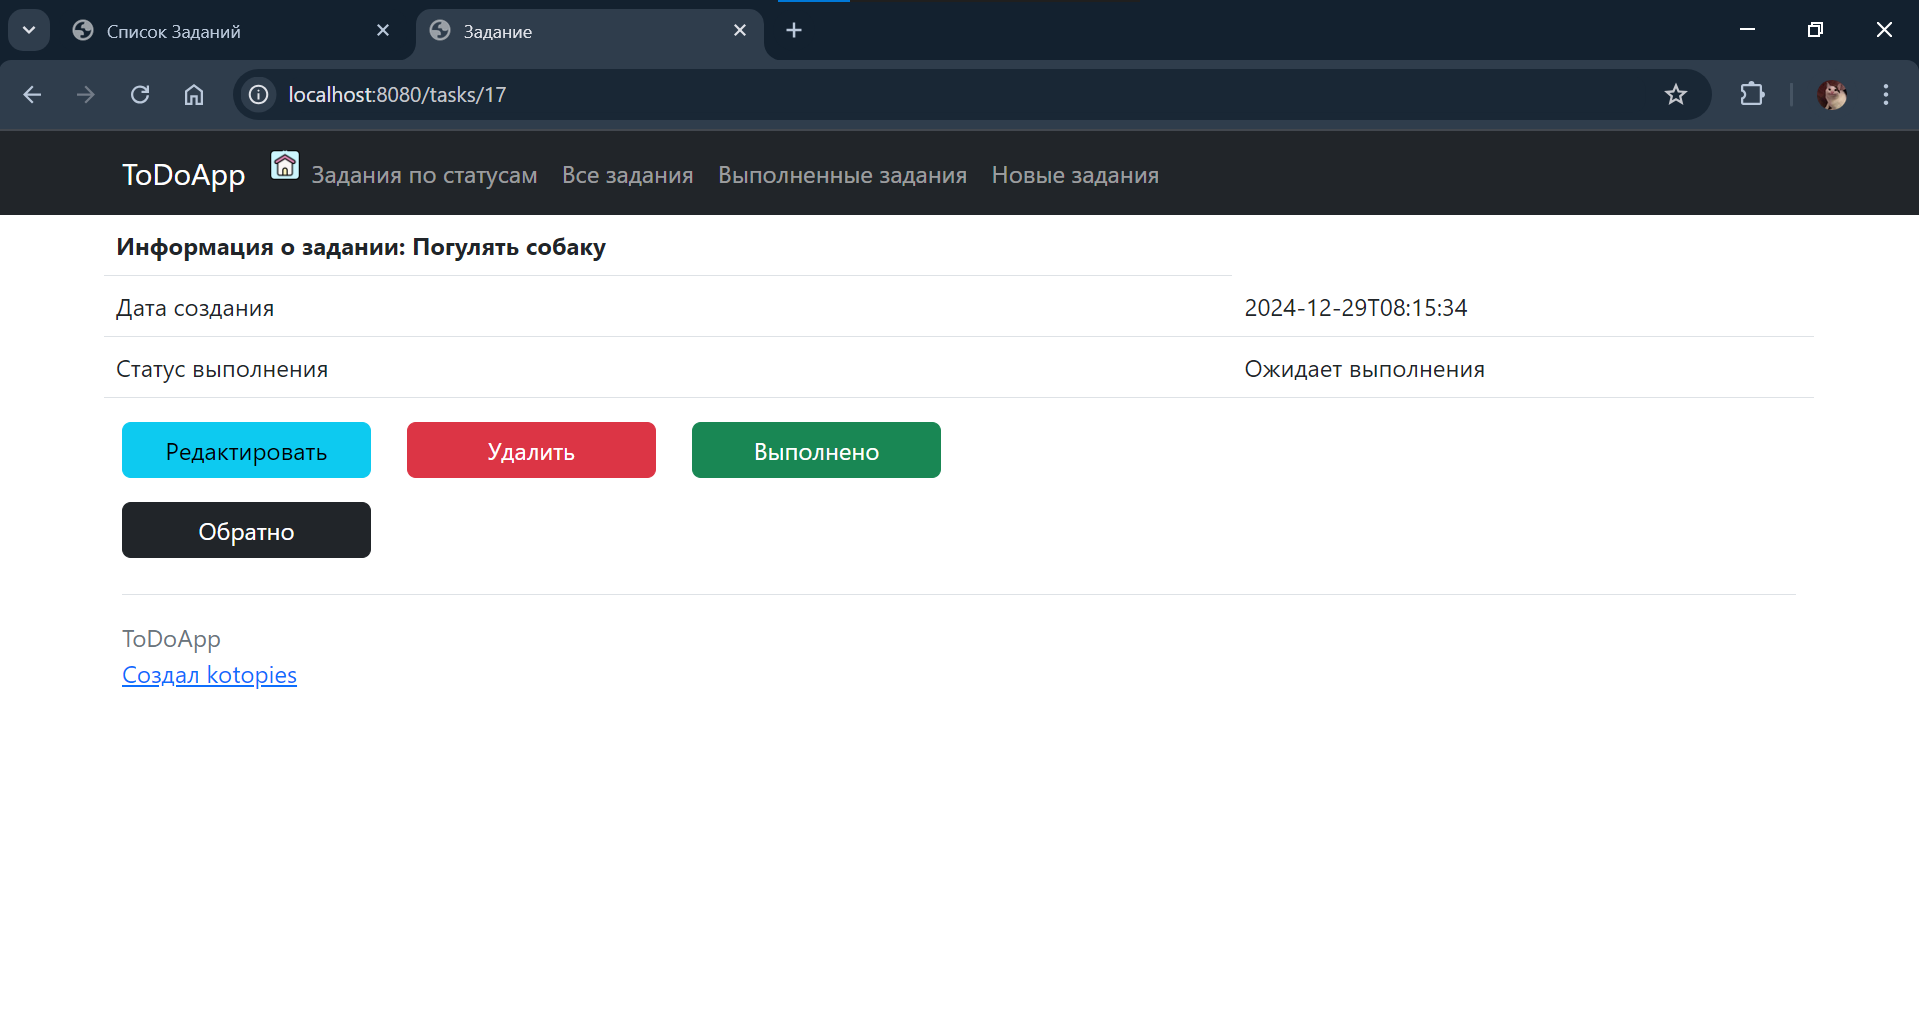 Список Заданий
Задание
localhost:8080/tasks/17
ToDoApp Задания по статусам Все задания Выполненные задания Новые задания
Информация о задании: Погулять собаку
Дата создания 2024-12-29T08:15:34
Статус выполнения Ожидает выполнения
Редактировать Удалить Выполнено
Обратно
ToDoApp
Создал kotopies